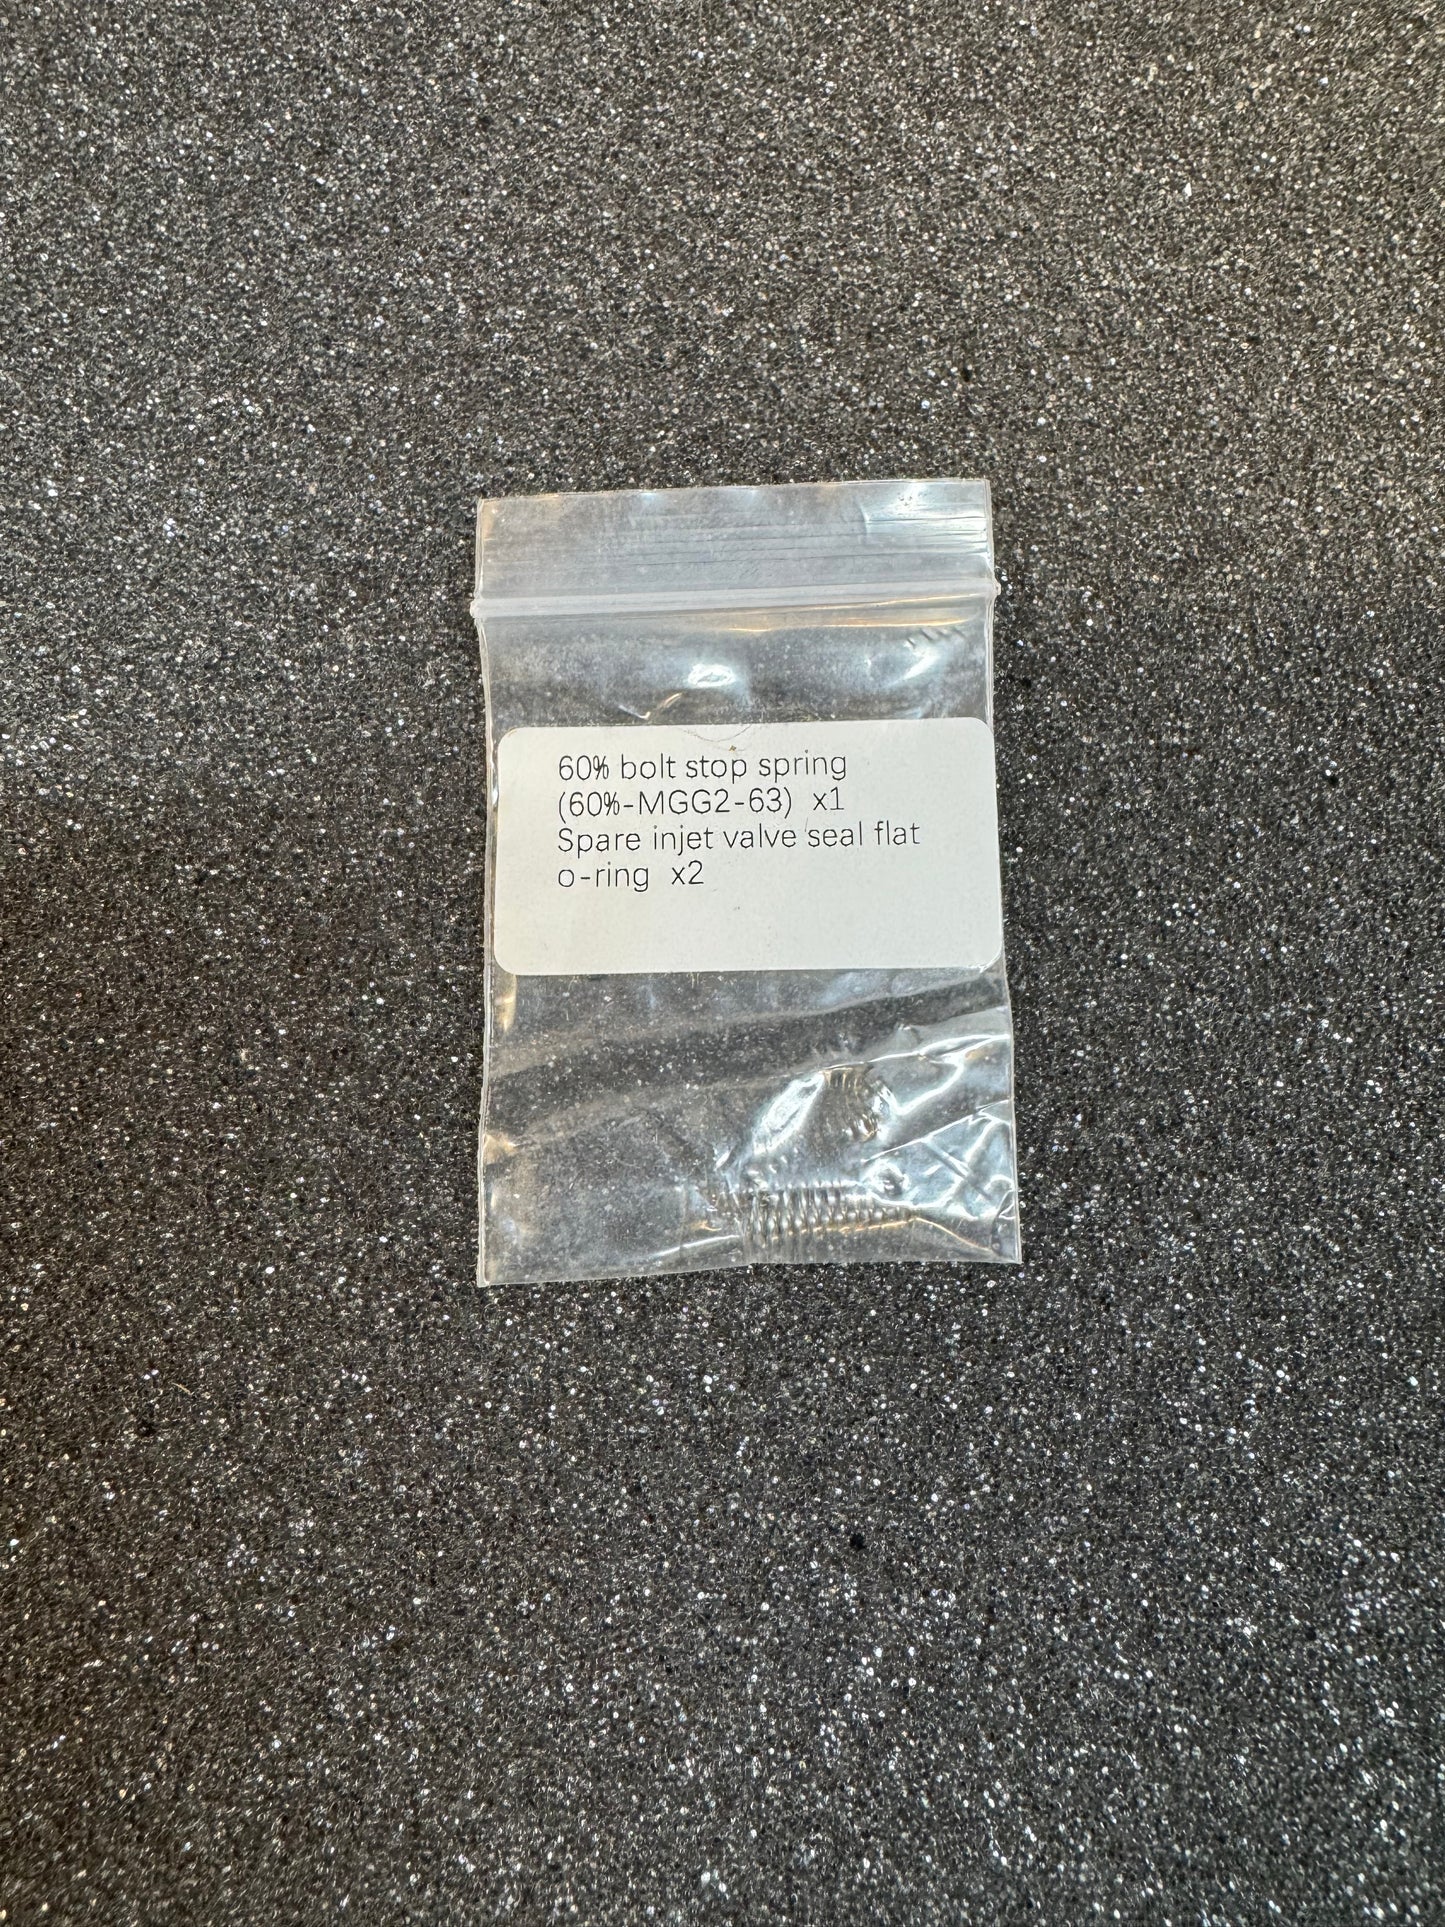 60% bolt stop spring
(60%-MGG2-63) x1
Spare injet valve seal flat
o-ring x2